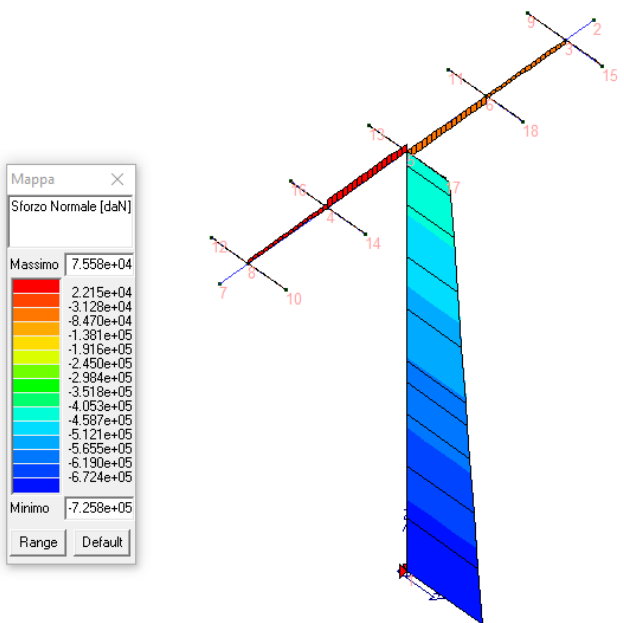 Mappa
Sforzo Normale [daN]
Massimo 7.558e+04
2.215e+04
-3.128e+04
-8.470e+04
-1.381e+05
-1.916e+05
-2.450e+05
-2.984e+05
-3.518e+05
-4.053e+05
-4.587e+05
-5.121e+05
-5.655e+05
-6.190e+05
-6.724e+05
Minimo -7.258e+05
Range Default
9
2
3
15
11
18
13
17
16
4
14
12
8
7
10